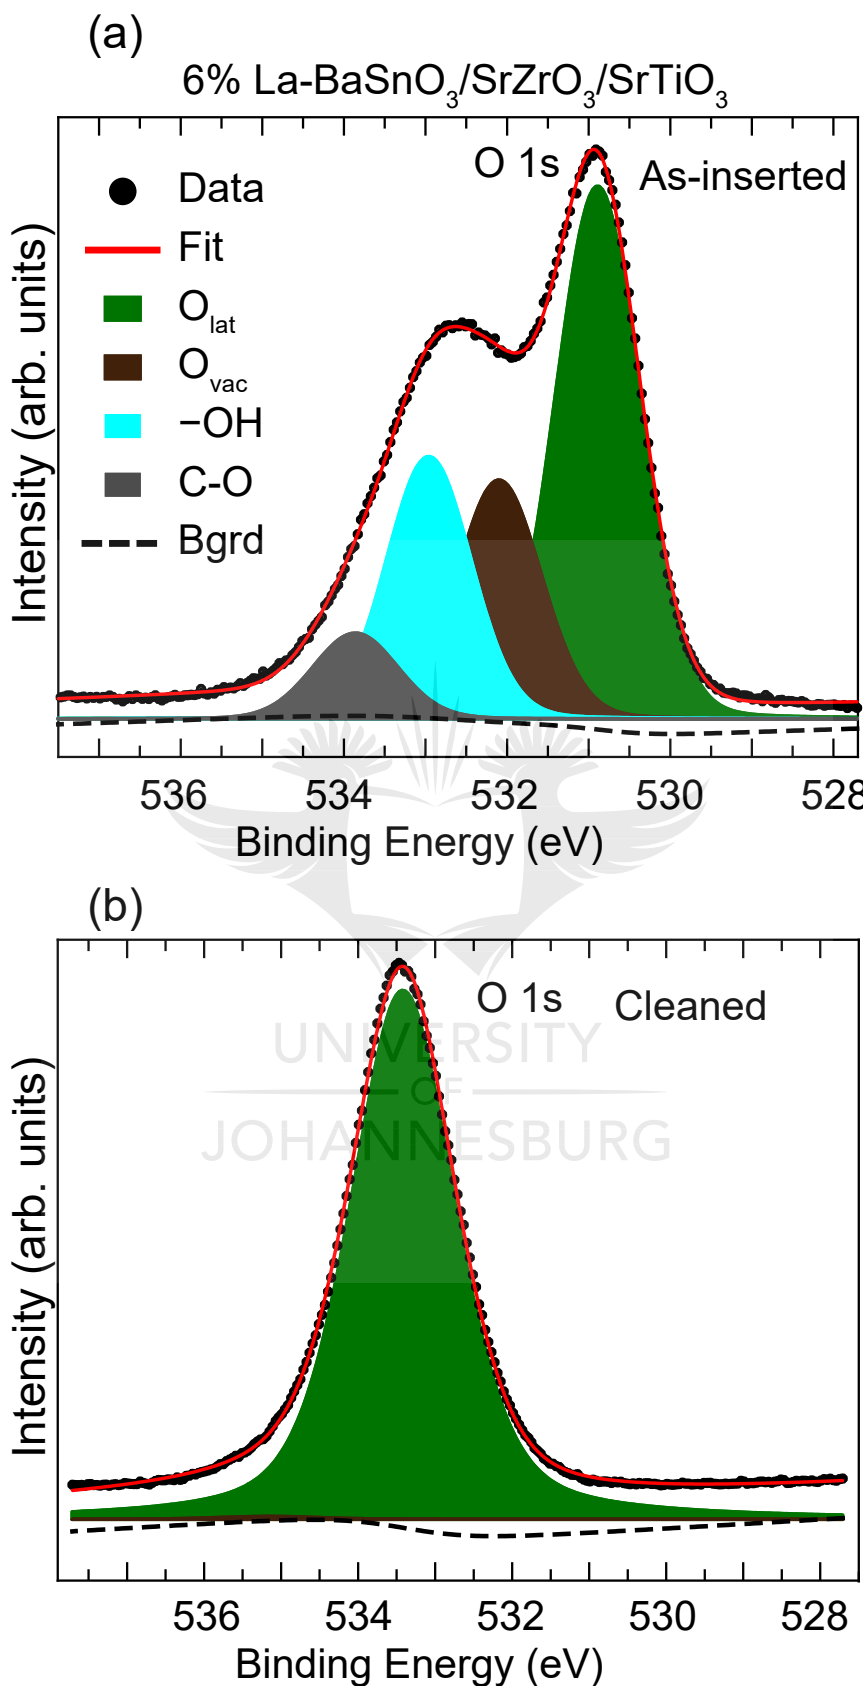 (a)
6% La-BaSnO₃/SrZrO₃/SrTiO₃
O 1s
As-inserted
Data
Fit
O_lat
O_vac
−OH
C-O
Bgrd
Intensity (arb. units)
536 534 532 530 528
Binding Energy (eV)
(b)
O 1s Cleaned
UNIVERSITY
OF
JOHANNESBURG
Intensity (arb. units)
536 534 532 530 528
Binding Energy (eV)